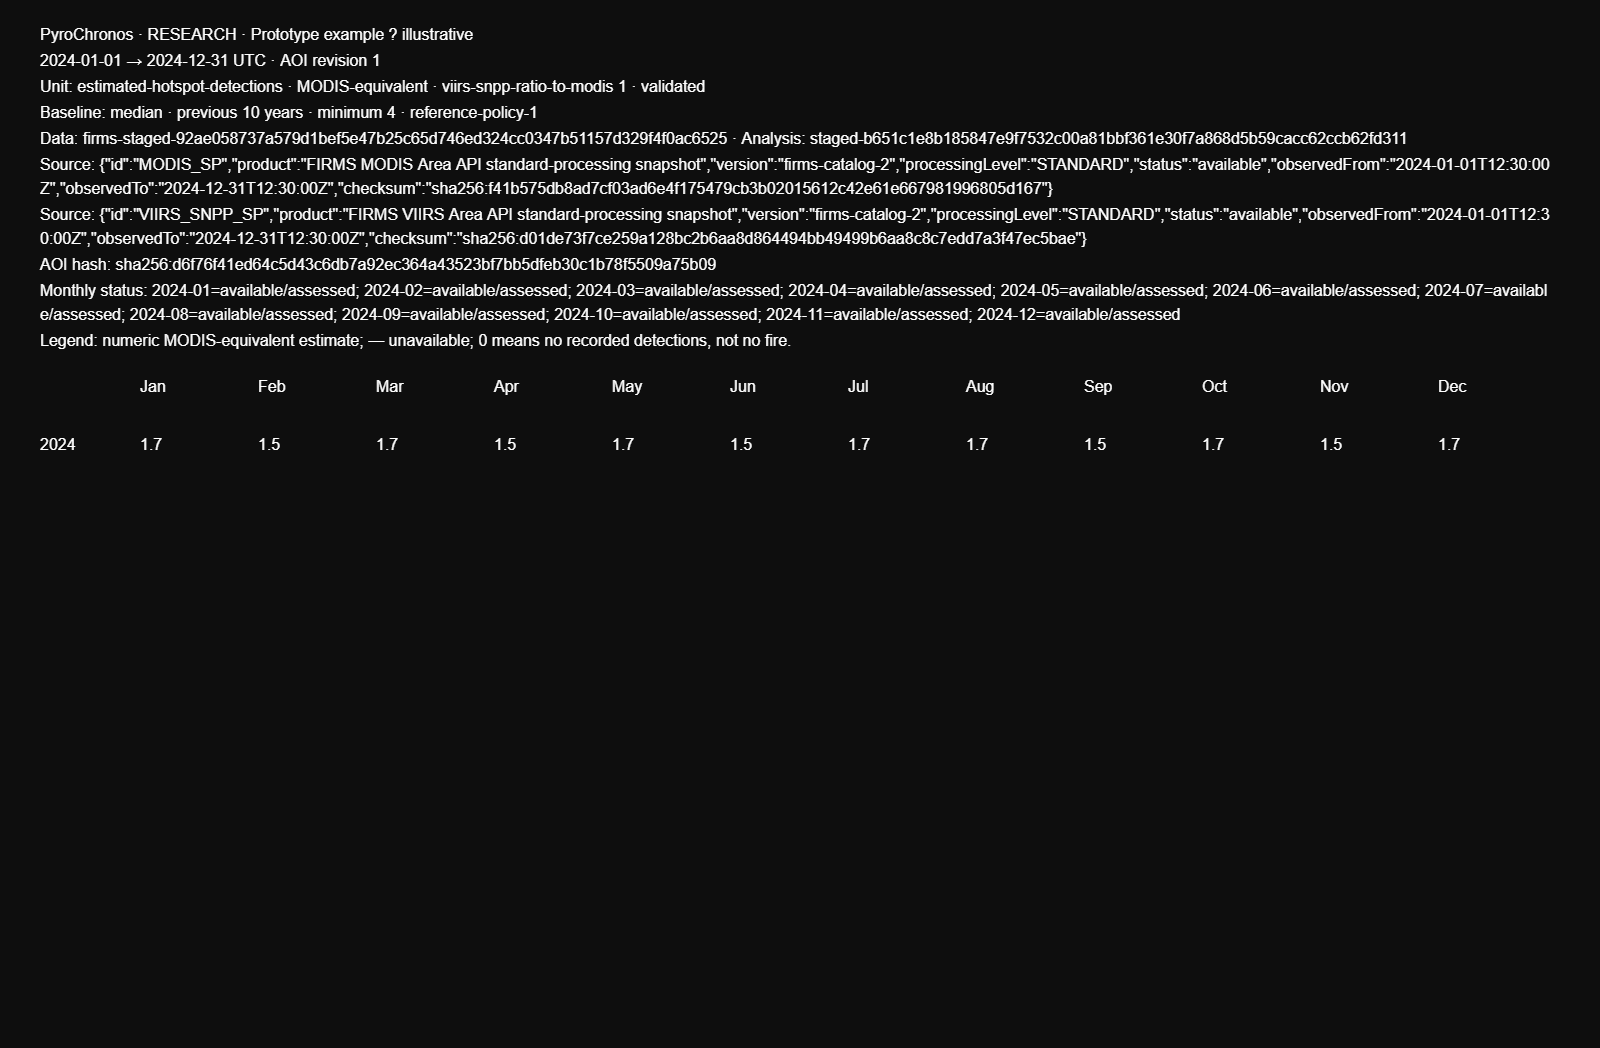 PyroChronos · RESEARCH · Prototype example ? illustrative
2024-01-01 → 2024-12-31 UTC · AOI revision 1
Unit: estimated-hotspot-detections · MODIS-equivalent · viirs-snpp-ratio-to-modis 1 · validated
Baseline: median · previous 10 years · minimum 4 · reference-policy-1
Data: firms-staged-92ae058737a579d1bef5e47b25c65d746ed324cc0347b51157d329f4f0ac6525 · Analysis: staged-b651c1e8b185847e9f7532c00a81bbf361e30f7a868d5b59cacc62ccb62fd311
Source: {"id":"MODIS_SP","product":"FIRMS MODIS Area API standard-processing snapshot","version":"firms-catalog-2","processingLevel":"STANDARD","status":"available","observedFrom":"2024-01-01T12:30:00
Z","observedTo":"2024-12-31T12:30:00Z","checksum":"sha256:f41b575db8ad7cf03ad6e4f175479cb3b02015612c42e61e667981996805d167"}
Source: {"id":"VIIRS_SNPP_SP","product":"FIRMS VIIRS Area API standard-processing snapshot","version":"firms-catalog-2","processingLevel":"STANDARD","status":"available","observedFrom":"2024-01-01T12:3
0:00Z","observedTo":"2024-12-31T12:30:00Z","checksum":"sha256:d01de73f7ce259a128bc2b6aa8d864494bb49499b6aa8c8c7edd7a3f47ec5bae"}
AOI hash: sha256:d6f76f41ed64c5d43c6db7a92ec364a43523bf7bb5dfeb30c1b78f5509a75b09
Monthly status: 2024-01=available/assessed; 2024-02=available/assessed; 2024-03=available/assessed; 2024-04=available/assessed; 2024-05=available/assessed; 2024-06=available/assessed; 2024-07=availabl
e/assessed; 2024-08=available/assessed; 2024-09=available/assessed; 2024-10=available/assessed; 2024-11=available/assessed; 2024-12=available/assessed
Legend: numeric MODIS-equivalent estimate; — unavailable; 0 means no recorded detections, not no fire.
Jan Feb Mar Apr May Jun Jul Aug Sep Oct Nov Dec
2024 1.7 1.5 1.7 1.5 1.7 1.5 1.7 1.7 1.5 1.7 1.5 1.7